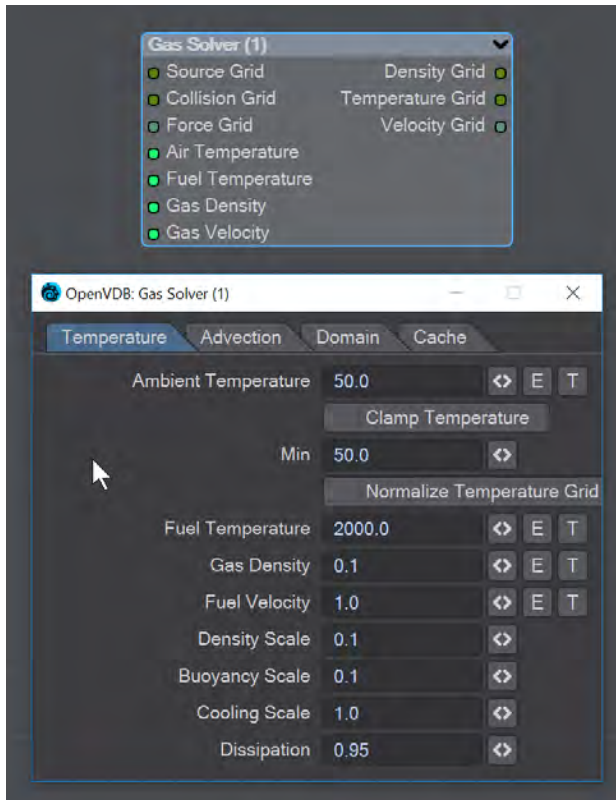 Gas Solver (1)
Source Grid Density Grid
Collision Grid Temperature Grid
Force Grid Velocity Grid
Air Temperature
Fuel Temperature
Gas Density
Gas Velocity
OpenVDB: Gas Solver (1)
Temperature Advection Domain Cache
Ambient Temperature 50.0 E T
Clamp Temperature
Min 50.0
Normalize Temperature Grid
Fuel Temperature 2000.0 E T
Gas Density 0.1 E T
Fuel Velocity 1.0 E T
Density Scale 0.1
Buoyancy Scale 0.1
Cooling Scale 1.0
Dissipation 0.95